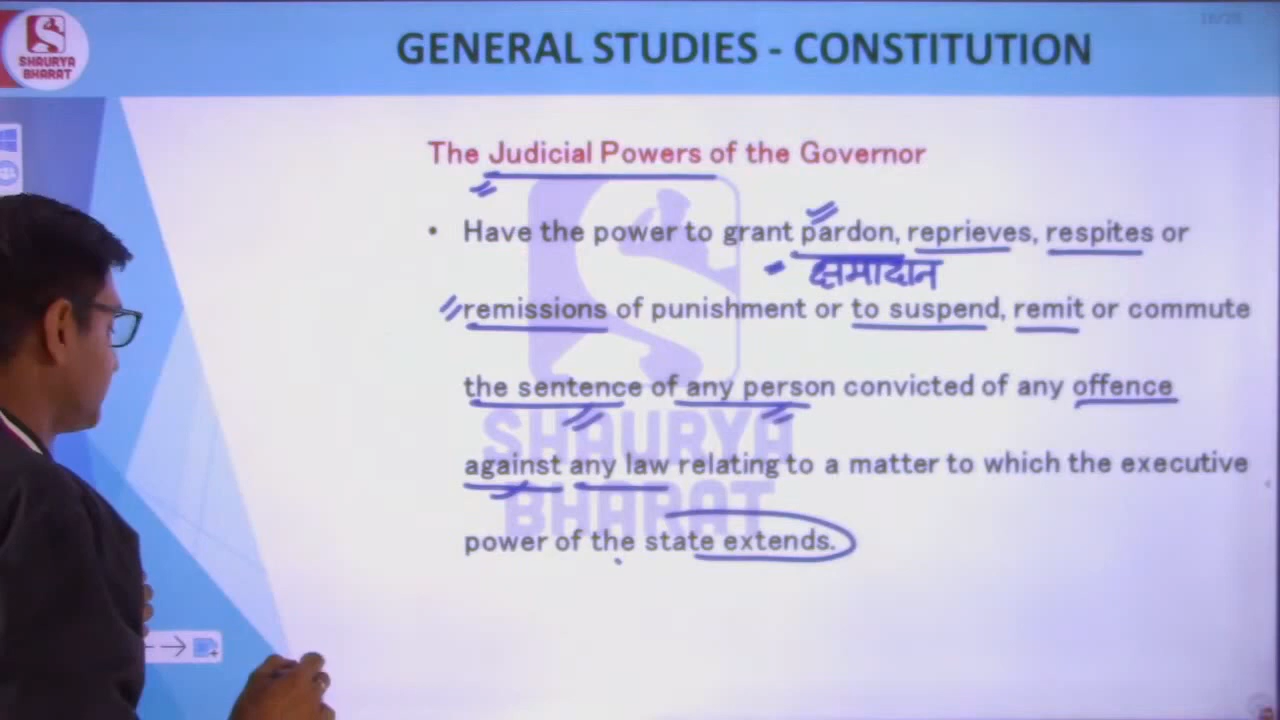 SHAURYA
BHARAT
GENERAL STUDIES - CONSTITUTION
The Judicial Powers of the Governor
• Have the power to grant pardon, reprieves, respites or
क्षमादान
remissions of punishment or to suspend, remit or commute
the sentence of any person convicted of any offence
SHAURYA
against any law relating to a matter to which the executive
BHARAT
power of the state extends.